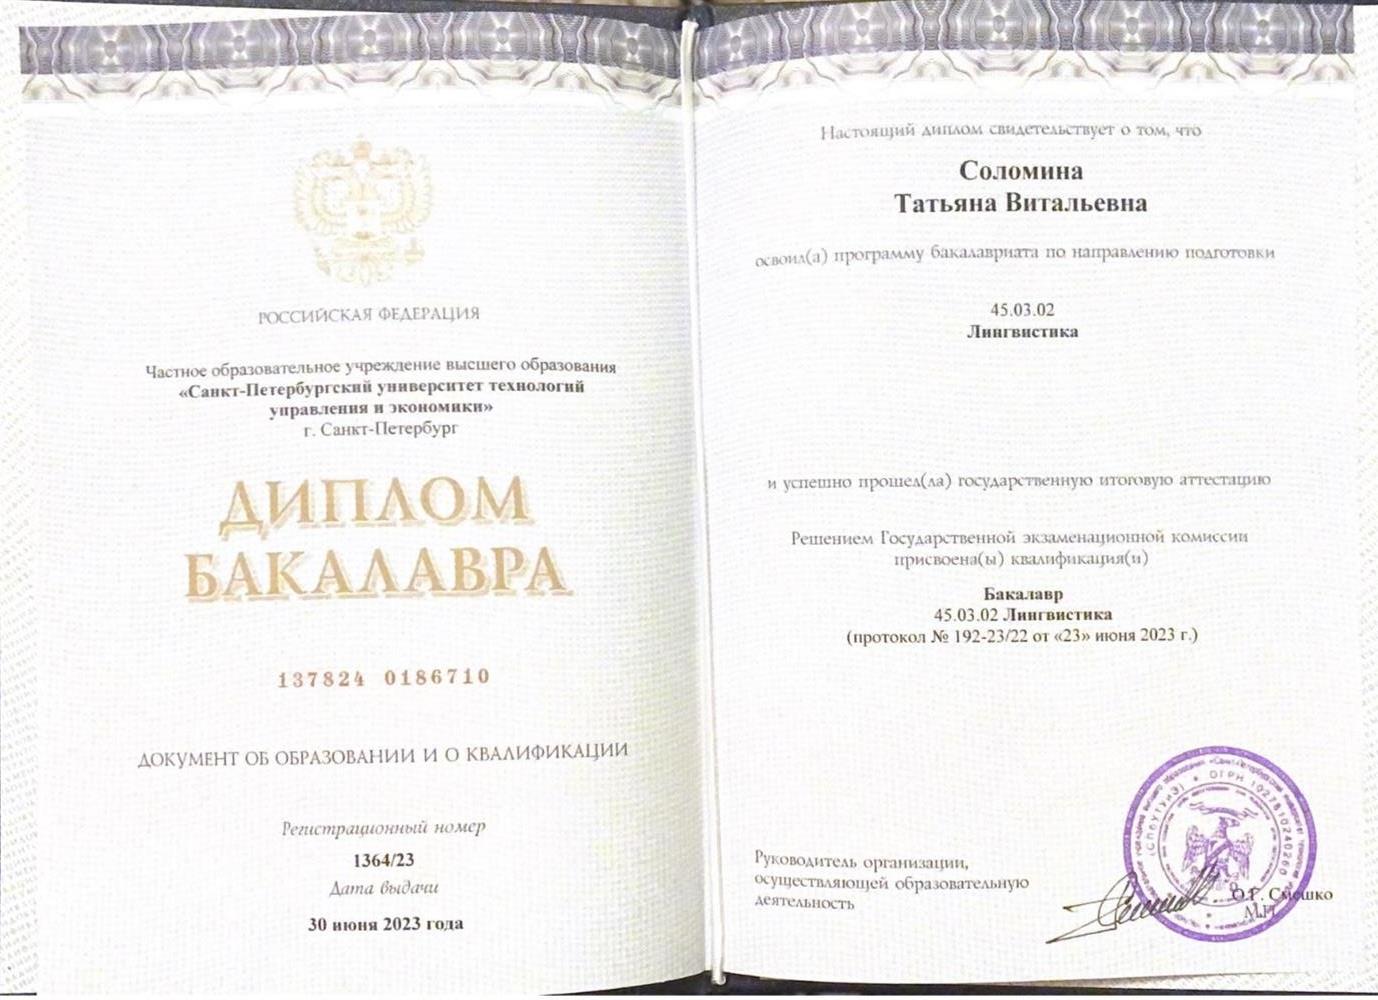 РОССИЙСКАЯ ФЕДЕРАЦИЯ
Частное образовательное учреждение высшего образования
«Санкт-Петербургский университет технологий
управления и экономики»
г. Санкт-Петербург
ДИПЛОМ
БАКАЛАВРА
137824 0186710
ДОКУМЕНТ ОБ ОБРАЗОВАНИИ И О КВАЛИФИКАЦИИ
Регистрационный номер
1364/23
Дата выдачи
30 июня 2023 года
Настоящий диплом свидетельствует о том, что
Соломина
Татьяна Витальевна
освоил(а) программу бакалавриата по направлению подготовки
45.03.02
Лингвистика
и успешно прошел(ла) государственную итоговую аттестацию
Решением Государственной экзаменационной комиссии
присвоена(ы) квалификация(и)
Бакалавр
45.03.02 Лингвистика
(протокол № 192-23/22 от «23» июня 2023 г.)
Руководитель организации,
осуществляющей образовательную
деятельность
О.Г. Смешко
М.П.
ОГРН 1027810240260
(СПбУТУиЭ)